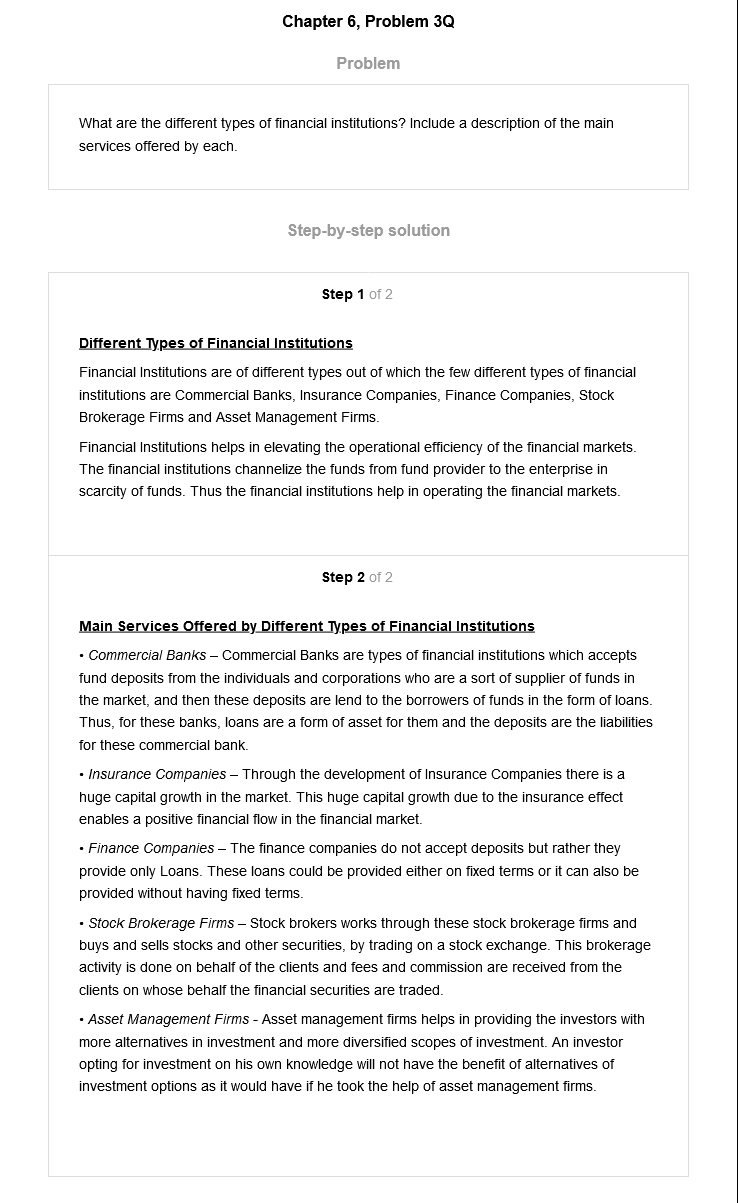 Chapter 6, Problem 3Q
Problem
What are the different types of financial institutions? Include a description of the main
services offered by each.
Step-by-step solution
Step 1 of 2
Different Types of Financial Institutions
Financial Institutions are of different types out of which the few different types of financial
institutions are Commercial Banks, Insurance Companies, Finance Companies, Stock
Brokerage Firms and Asset Management Firms.
Financial Institutions helps in elevating the operational efficiency of the financial markets.
The financial institutions channelize the funds from fund provider to the enterprise in
scarcity of funds. Thus the financial institutions help in operating the financial markets.
Step 2 of 2
Main Services Offered by Different Types of Financial Institutions
• Commercial Banks – Commercial Banks are types of financial institutions which accepts
fund deposits from the individuals and corporations who are a sort of supplier of funds in
the market, and then these deposits are lend to the borrowers of funds in the form of loans.
Thus, for these banks, loans are a form of asset for them and the deposits are the liabilities
for these commercial bank.
• Insurance Companies – Through the development of Insurance Companies there is a
huge capital growth in the market. This huge capital growth due to the insurance effect
enables a positive financial flow in the financial market.
• Finance Companies – The finance companies do not accept deposits but rather they
provide only Loans. These loans could be provided either on fixed terms or it can also be
provided without having fixed terms.
• Stock Brokerage Firms – Stock brokers works through these stock brokerage firms and
buys and sells stocks and other securities, by trading on a stock exchange. This brokerage
activity is done on behalf of the clients and fees and commission are received from the
clients on whose behalf the financial securities are traded.
• Asset Management Firms - Asset management firms helps in providing the investors with
more alternatives in investment and more diversified scopes of investment. An investor
opting for investment on his own knowledge will not have the benefit of alternatives of
investment options as it would have if he took the help of asset management firms.